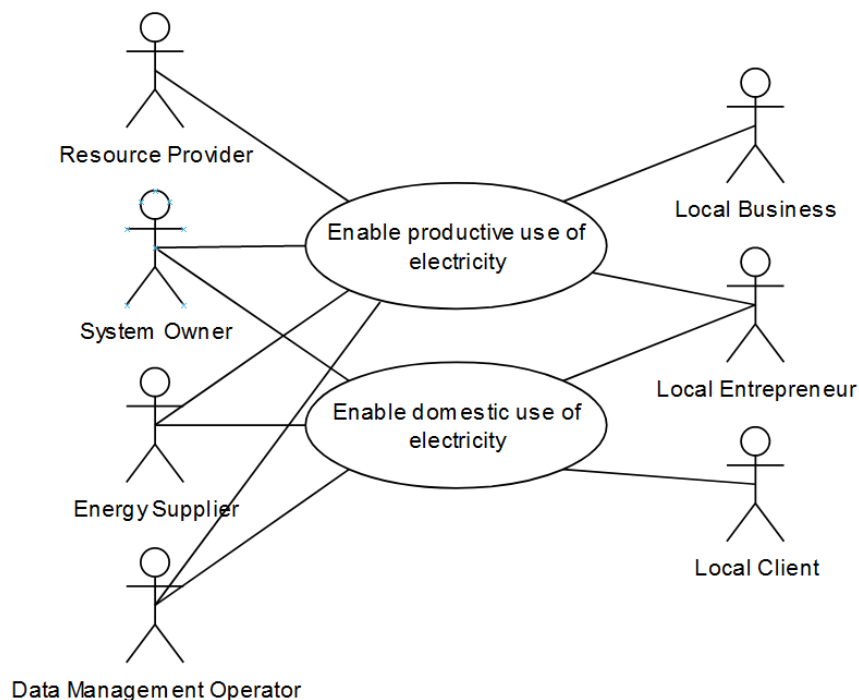 Resource Provider
Local Business
Enable productive use of
electricity
System Owner
Local Entrepreneur
Enable domestic use of
electricity
Energy Supplier
Local Client
Data Management Operator